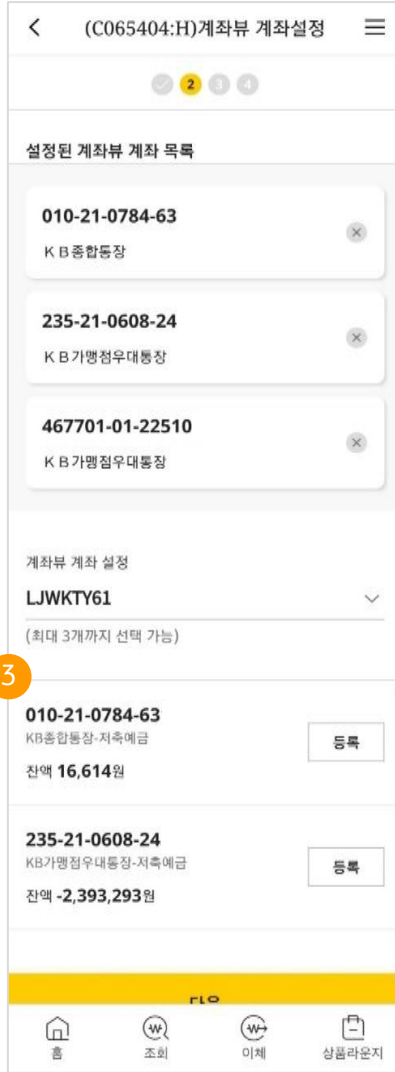 (C065404:H)계좌뷰 계좌설정
2 3 4
설정된 계좌뷰 계좌 목록
010-21-0784-63
ＫＢ종합통장
235-21-0608-24
ＫＢ가맹점우대통장
467701-01-22510
ＫＢ가맹점우대통장
계좌뷰 계좌 설정
LJWKTY61
(최대 3개까지 선택 가능)
3
010-21-0784-63
KB종합통장-저축예금
등록
잔액 16,614원
235-21-0608-24
KB가맹점우대통장-저축예금
등록
잔액 -2,393,293원
홈 조회 이체 상품라운지